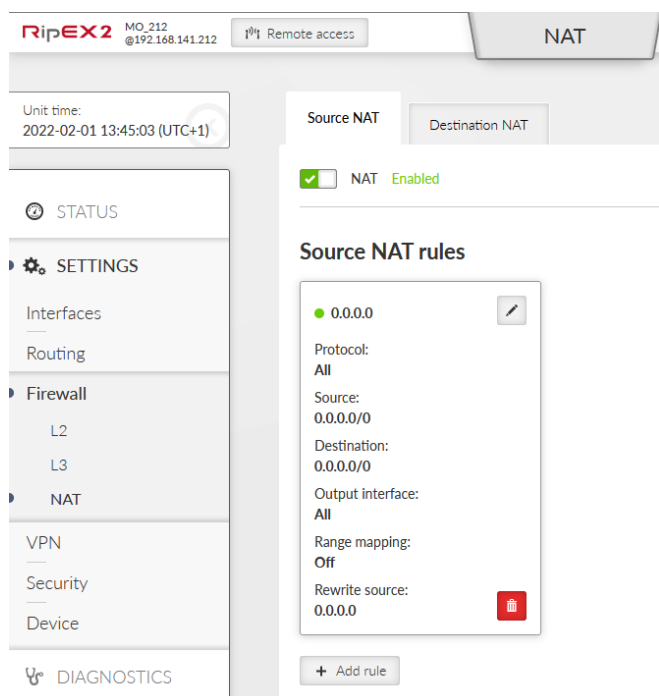 RipEX2
MO_212
@192.168.141.212
Remote access
NAT
Unit time:
2022-02-01 13:45:03 (UTC+1)
STATUS
SETTINGS
Interfaces
Routing
Firewall
L2
L3
NAT
VPN
Security
Device
DIAGNOSTICS
Source NAT
Destination NAT
NAT Enabled
Source NAT rules
0.0.0.0
Protocol:
All
Source:
0.0.0.0/0
Destination:
0.0.0.0/0
Output interface:
All
Range mapping:
Off
Rewrite source:
0.0.0.0
+ Add rule